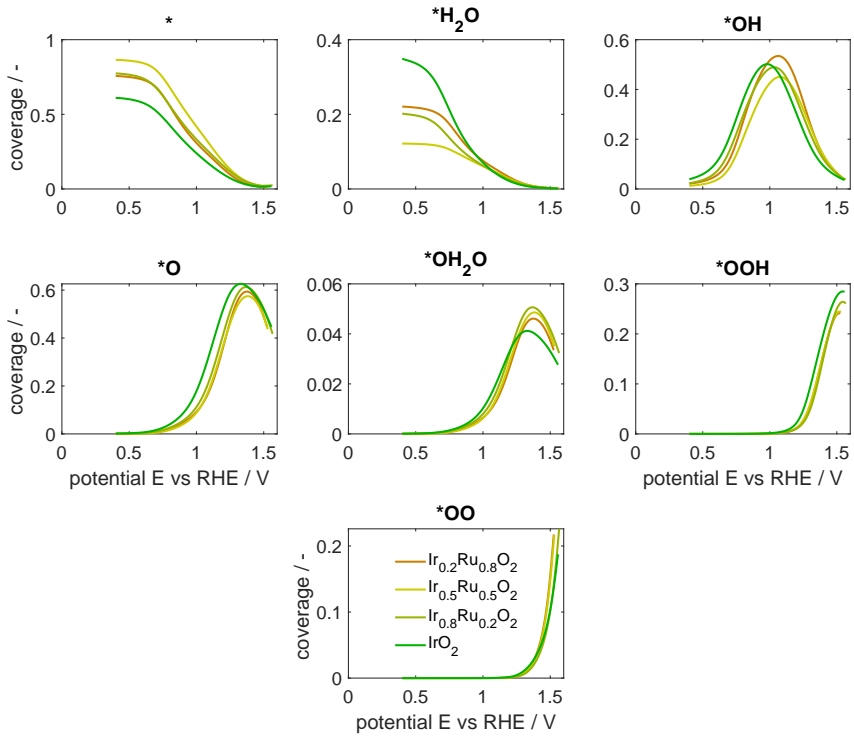 *
*H₂O
*OH
coverage / -
1
0.5
0
0 0.5 1 1.5
0.4
0.2
0
0 0.5 1 1.5
0.6
0.4
0.2
0
0 0.5 1 1.5
*O
*OH₂O
*OOH
coverage / -
0.6
0.4
0.2
0
0 0.5 1 1.5
potential E vs RHE / V
0.06
0.04
0.02
0
0 0.5 1 1.5
0.3
0.2
0.1
0
0 0.5 1 1.5
potential E vs RHE / V
*OO
coverage / -
0.2
0.1
0
Ir₀.₂Ru₀.₈O₂
Ir₀.₅Ru₀.₅O₂
Ir₀.₈Ru₀.₂O₂
IrO₂
0 0.5 1 1.5
potential E vs RHE / V